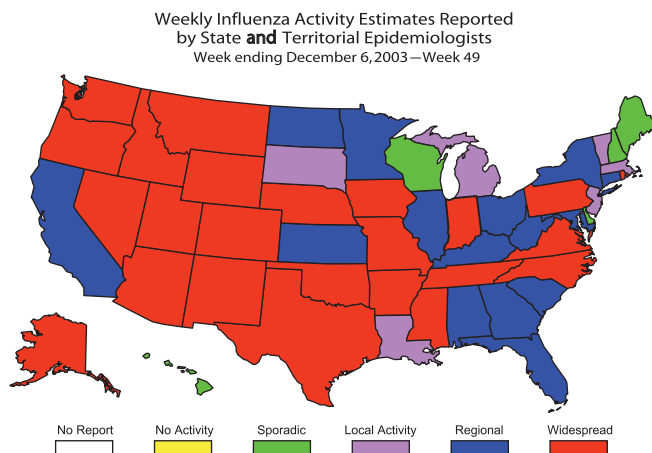 Weekly Influenza Activity Estimates Reported
by State and Territorial Epidemiologists
Week ending December 6, 2003—Week 49
No Report No Activity Sporadic Local Activity Regional Widespread